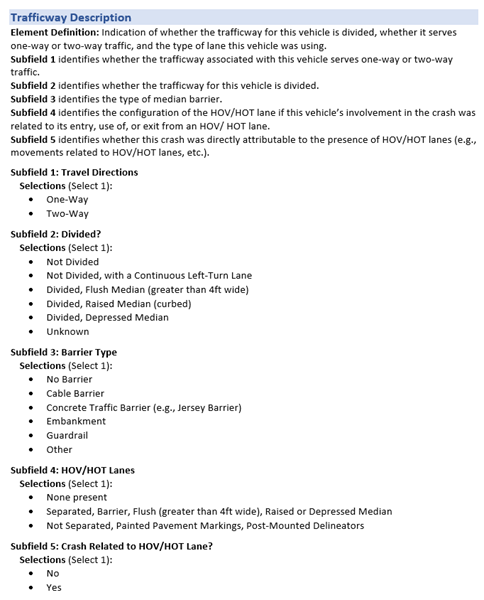 Trafficway Description
Element Definition: Indication of whether the trafficway for this vehicle is divided, whether it serves
one-way or two-way traffic, and the type of lane this vehicle was using.
Subfield 1 identifies whether the trafficway associated with this vehicle serves one-way or two-way
traffic.
Subfield 2 identifies whether the trafficway for this vehicle is divided.
Subfield 3 identifies the type of median barrier.
Subfield 4 identifies the configuration of the HOV/HOT lane if this vehicle's involvement in the crash was
related to its entry, use of, or exit from an HOV/ HOT lane.
Subfield 5 identifies whether this crash was directly attributable to the presence of HOV/HOT lanes (e.g.,
movements related to HOV/HOT lanes, etc.).
Subfield 1: Travel Directions
Selections (Select 1):
• One-Way
• Two-Way
Subfield 2: Divided?
Selections (Select 1):
• Not Divided
• Not Divided, with a Continuous Left-Turn Lane
• Divided, Flush Median (greater than 4ft wide)
• Divided, Raised Median (curbed)
• Divided, Depressed Median
• Unknown
Subfield 3: Barrier Type
Selections (Select 1):
• No Barrier
• Cable Barrier
• Concrete Traffic Barrier (e.g., Jersey Barrier)
• Embankment
• Guardrail
• Other
Subfield 4: HOV/HOT Lanes
Selections (Select 1):
• None present
• Separated, Barrier, Flush (greater than 4ft wide), Raised or Depressed Median
• Not Separated, Painted Pavement Markings, Post-Mounted Delineators
Subfield 5: Crash Related to HOV/HOT Lane?
Selections (Select 1):
• No
• Yes